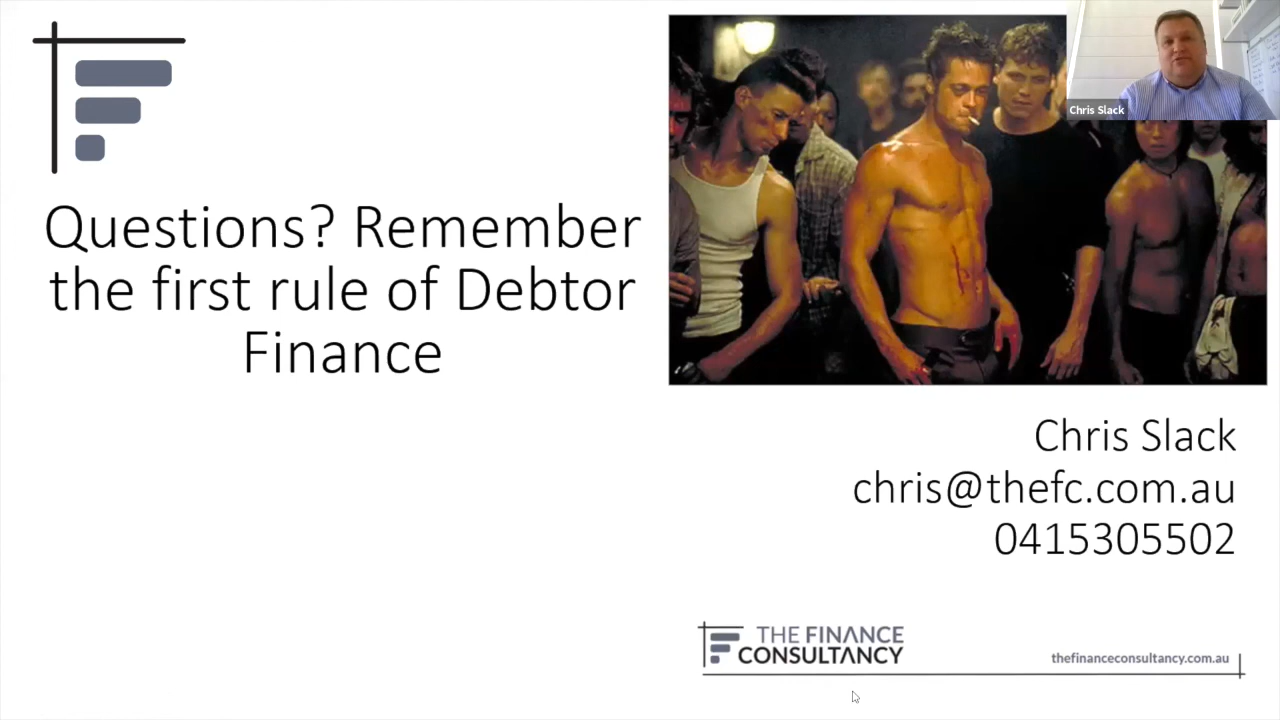 Chris Slack
Questions? Remember
the first rule of Debtor
Finance
Chris Slack
chris@thefc.com.au
0415305502
THE FINANCE
CONSULTANCY
thefinanceconsultancy.com.au